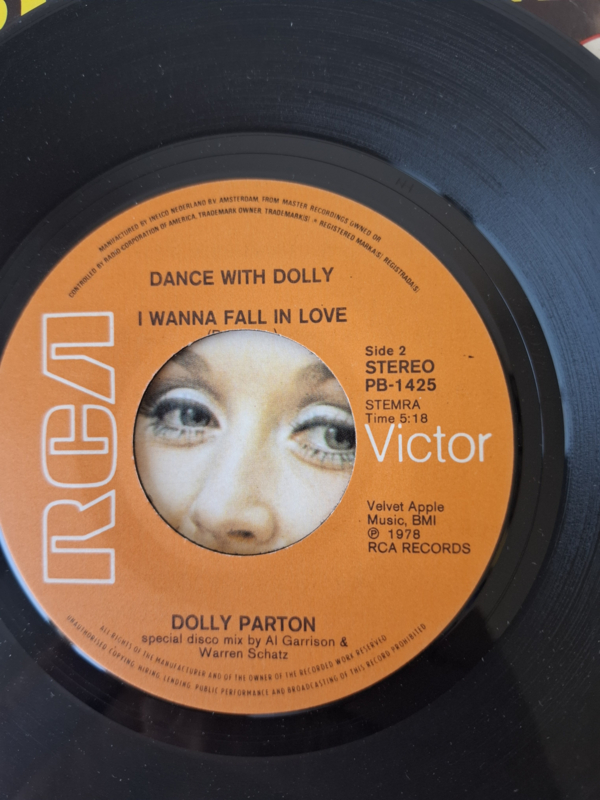 MANUFACTURED BY INELCO NEDERLAND B.V. AMSTERDAM, FROM MASTER RECORDINGS OWNED OR
CONTROLLED BY RADIO CORPORATION OF AMERICA, TRADEMARK OWNER. TRADEMARK(S) ® REGISTERED MARKA(S) REGISTRADA(S)
DANCE WITH DOLLY
I WANNA FALL IN LOVE
RCA
Side 2
STEREO
PB-1425
STEMRA
Time 5:18
Victor
Velvet Apple
Music, BMI
℗ 1978
RCA RECORDS
DOLLY PARTON
special disco mix by Al Garrison &
Warren Schatz
ALL RIGHTS OF THE MANUFACTURER AND OF THE OWNER OF THE RECORDED WORK RESERVED
UNAUTHORISED COPYING, HIRING, LENDING, PUBLIC PERFORMANCE AND BROADCASTING OF THIS RECORD PROHIBITED